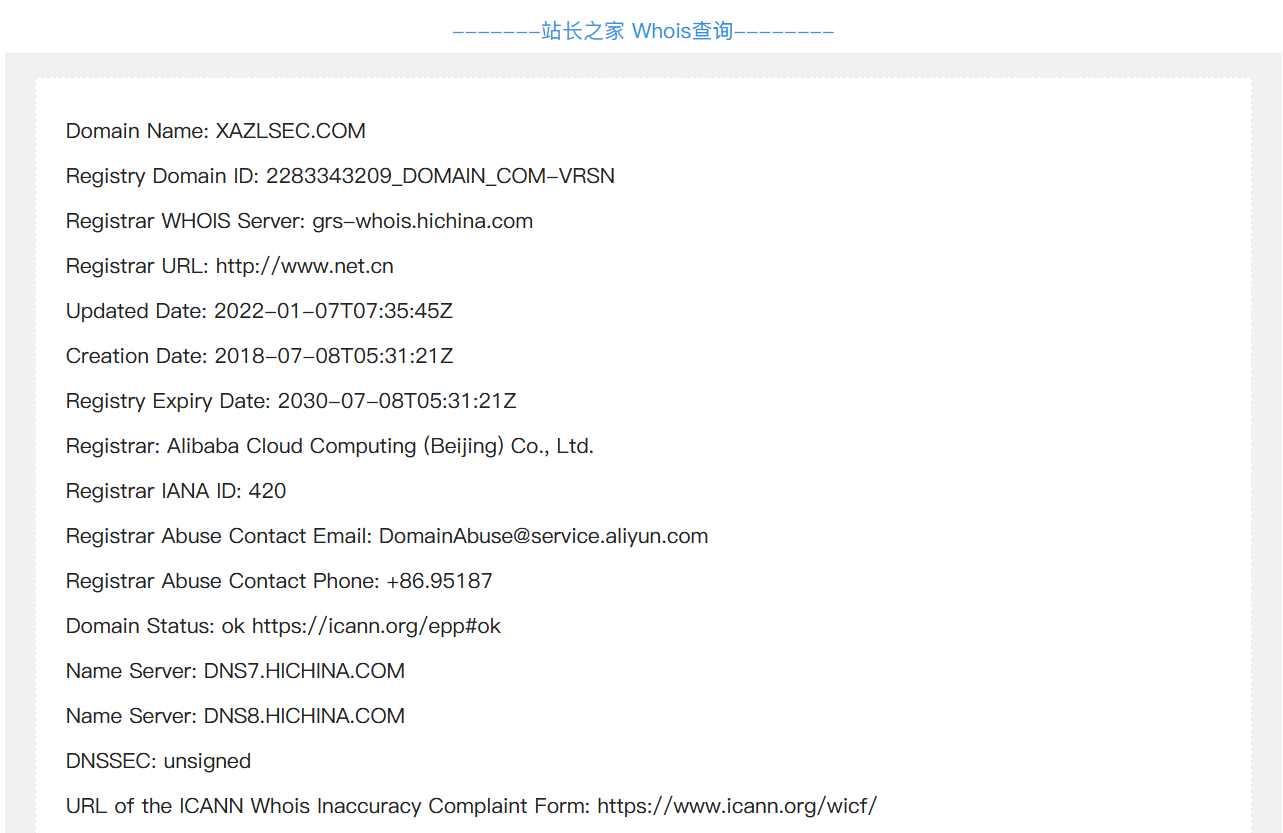 -------站长之家 Whois查询--------
Domain Name: XAZLSEC.COM
Registry Domain ID: 2283343209_DOMAIN_COM-VRSN
Registrar WHOIS Server: grs-whois.hichina.com
Registrar URL: http://www.net.cn
Updated Date: 2022-01-07T07:35:45Z
Creation Date: 2018-07-08T05:31:21Z
Registry Expiry Date: 2030-07-08T05:31:21Z
Registrar: Alibaba Cloud Computing (Beijing) Co., Ltd.
Registrar IANA ID: 420
Registrar Abuse Contact Email: DomainAbuse@service.aliyun.com
Registrar Abuse Contact Phone: +86.95187
Domain Status: ok https://icann.org/epp#ok
Name Server: DNS7.HICHINA.COM
Name Server: DNS8.HICHINA.COM
DNSSEC: unsigned
URL of the ICANN Whois Inaccuracy Complaint Form: https://www.icann.org/wicf/